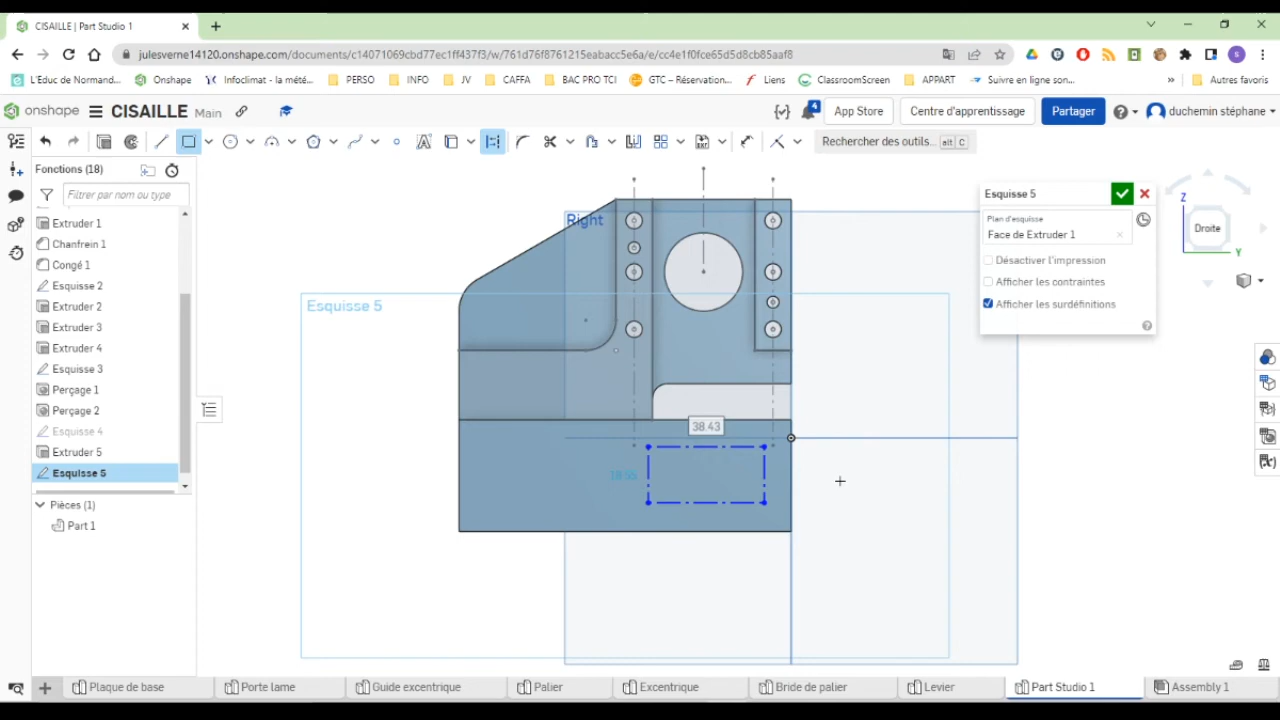 CISAILLE | Part Studio 1
julesverne14120.onshape.com/documents/c14071069cbd77ec1ff437f3/w/761d76f8761215eabacc5e6a/e/cc4e1f0fce65d5d8cb85aaf8
S
L'Educ de Normand...
Onshape
Infoclimat - la mété...
PERSO
INFO
JV
CAFFA
BAC PRO TCI
GTC – Réservation...
Liens
ClassroomScreen
APPART
Suivre en ligne son...
»
Autres favoris
onshape
CISAILLE
Main
4
App Store
Centre d'apprentissage
Partager
duchemin stéphane
Rechercher des outils...
alt C
Fonctions (18)
Filtrer par nom ou type
Extruder 1
Chanfrein 1
Congé 1
Esquisse 2
Extruder 2
Extruder 3
Extruder 4
Esquisse 3
Perçage 1
Perçage 2
Esquisse 4
Extruder 5
Esquisse 5
Pièces (1)
Part 1
Right
Esquisse 5
38.43
18.55
Esquisse 5
Plan d'esquisse
Face de Extruder 1
Désactiver l'impression
Afficher les contraintes
Afficher les surdéfinitions
Z
Droite
Y
Plaque de base
Porte lame
Guide excentrique
Palier
Excentrique
Bride de palier
Levier
Part Studio 1
Assembly 1